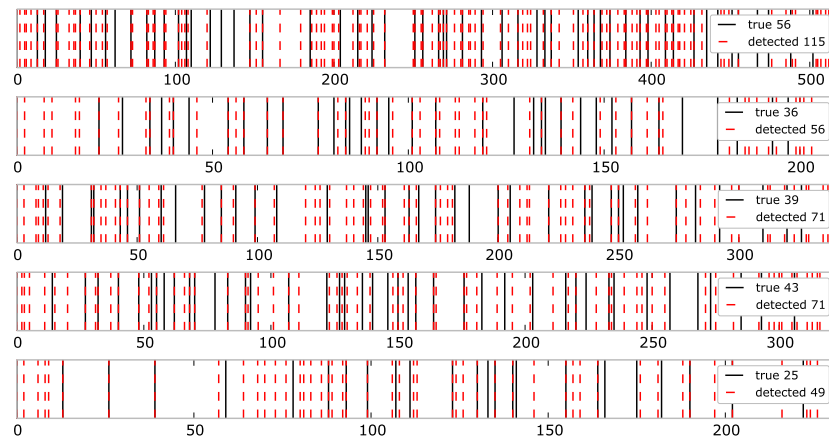 true 56
detected 115
0 100 200 300 400 500
true 36
detected 56
0 50 100 150 200
true 39
detected 71
0 50 100 150 200 250 300
true 43
detected 71
0 50 100 150 200 250 300
true 25
detected 49
0 50 100 150 200